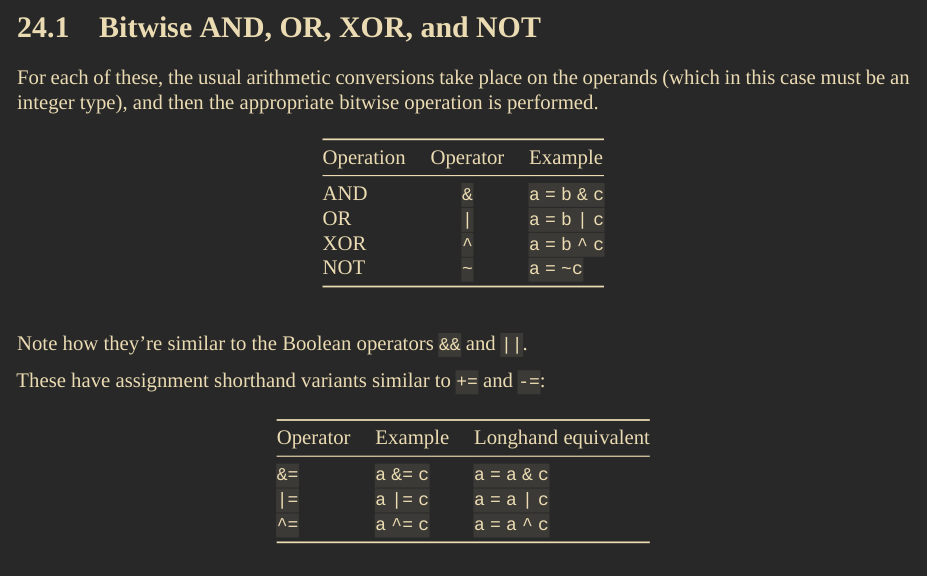 24.1 Bitwise AND, OR, XOR, and NOT
For each of these, the usual arithmetic conversions take place on the operands (which in this case must be an
integer type), and then the appropriate bitwise operation is performed.
Operation Operator Example
AND & a = b & c
OR | a = b | c
XOR ^ a = b ^ c
NOT ~ a = ~c
Note how they’re similar to the Boolean operators && and ||.
These have assignment shorthand variants similar to += and -=:
Operator Example Longhand equivalent
&= a &= c a = a & c
|= a |= c a = a | c
^= a ^= c a = a ^ c